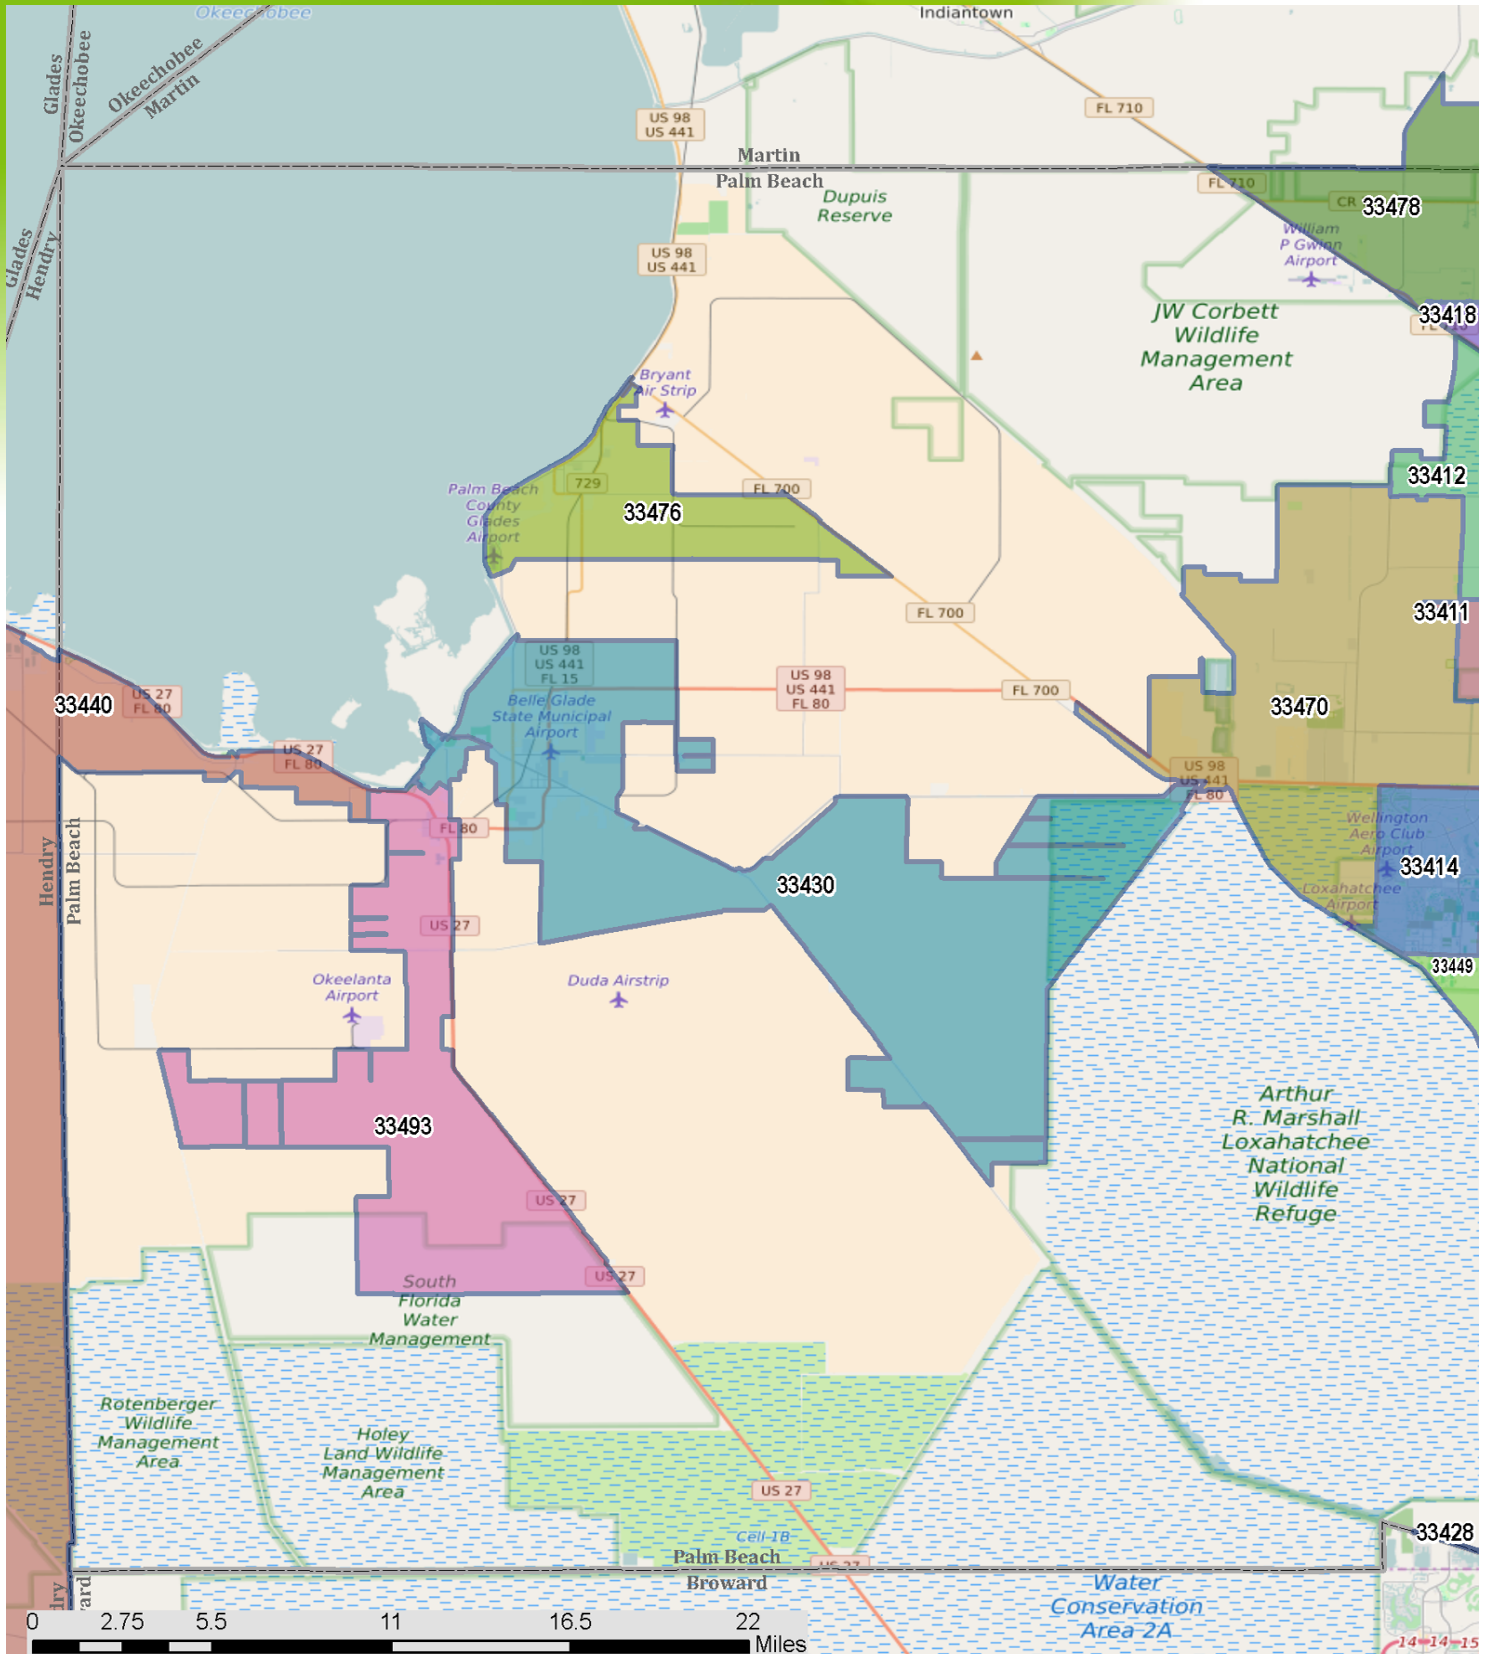 Okeechobee
Indiantown
Glades
Okeechobee
Okeechobee
Martin
FL 710
US 98
US 441
Martin
Palm Beach
FL 710
Dupuis
Reserve
CR
33478
William
P Gwinn
Airport
Glades
Hendry
US 98
US 441
33418
JW Corbett
Wildlife
Management
Area
Bryant
Air Strip
33412
729
FL 700
Palm Beach
County
Glades
Airport
33476
33411
FL 700
US 98
US 441
FL 15
US 98
US 441
FL 80
FL 700
33440
US 27
FL 80
Belle Glade
State Municipal
Airport
33470
US 27
FL 80
US 98
US 441
FL 80
FL 80
Wellington
Aero Club
Airport
33414
Hendry
Palm Beach
33430
Loxahatchee
Airport
US 27
33449
Okeelanta
Airport
Duda Airstrip
33493
Arthur
R. Marshall
Loxahatchee
National
Wildlife
Refuge
US 27
US 27
South
Florida
Water
Management
Rotenberger
Wildlife
Management
Area
Holey
Land Wildlife
Management
Area
US 27
Cell 1B
33428
Palm Beach
Broward
US 27
Water
Conservation
Area 2A
0 2.75 5.5 11 16.5 22
Miles
14-14-15